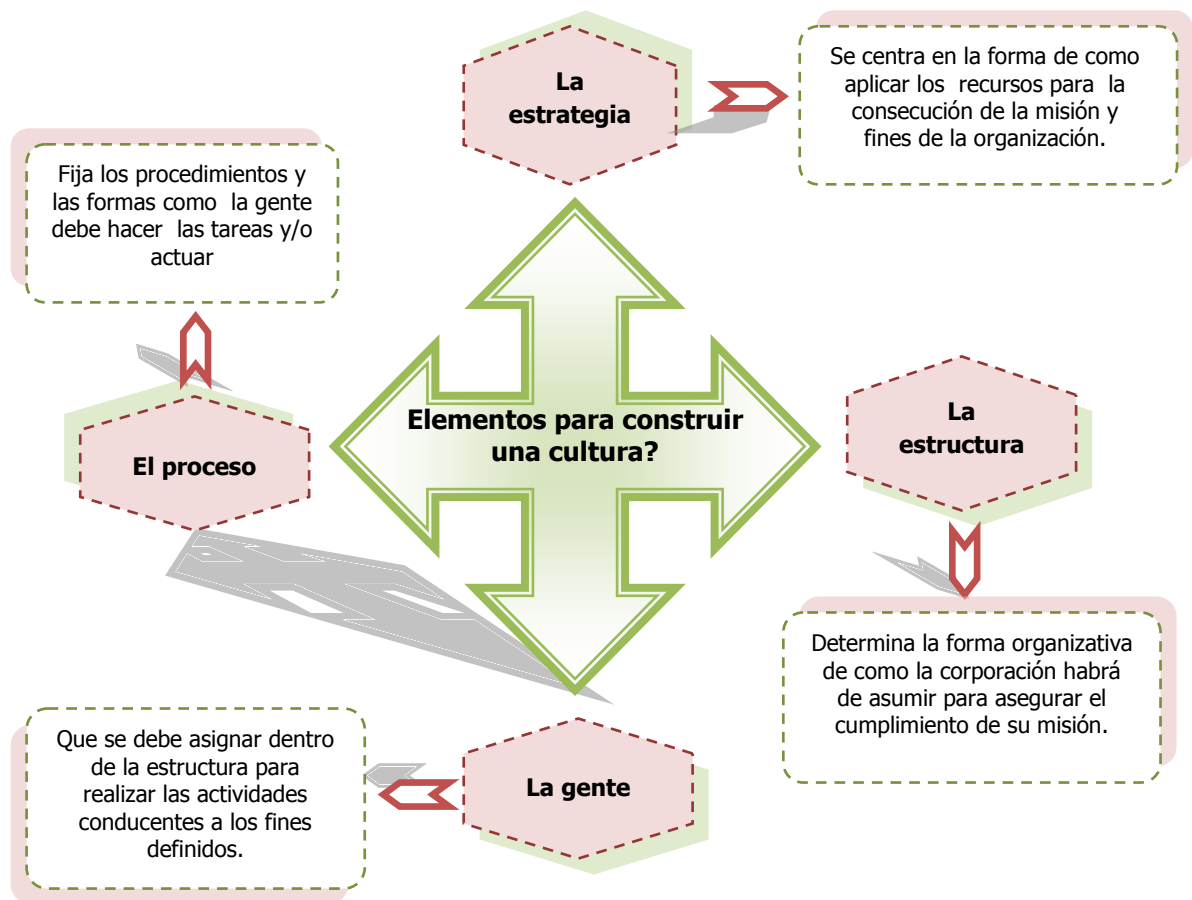 La
estrategia
Se centra en la forma de como
aplicar los recursos para la
consecución de la misión y
fines de la organización.
Fija los procedimientos y
las formas como la gente
debe hacer las tareas y/o
actuar
Elementos para construir
una cultura?
La
estructura
El proceso
Determina la forma organizativa
de como la corporación habrá
de asumir para asegurar el
cumplimiento de su misión.
Que se debe asignar dentro
de la estructura para
realizar las actividades
conducentes a los fines
definidos.
La gente